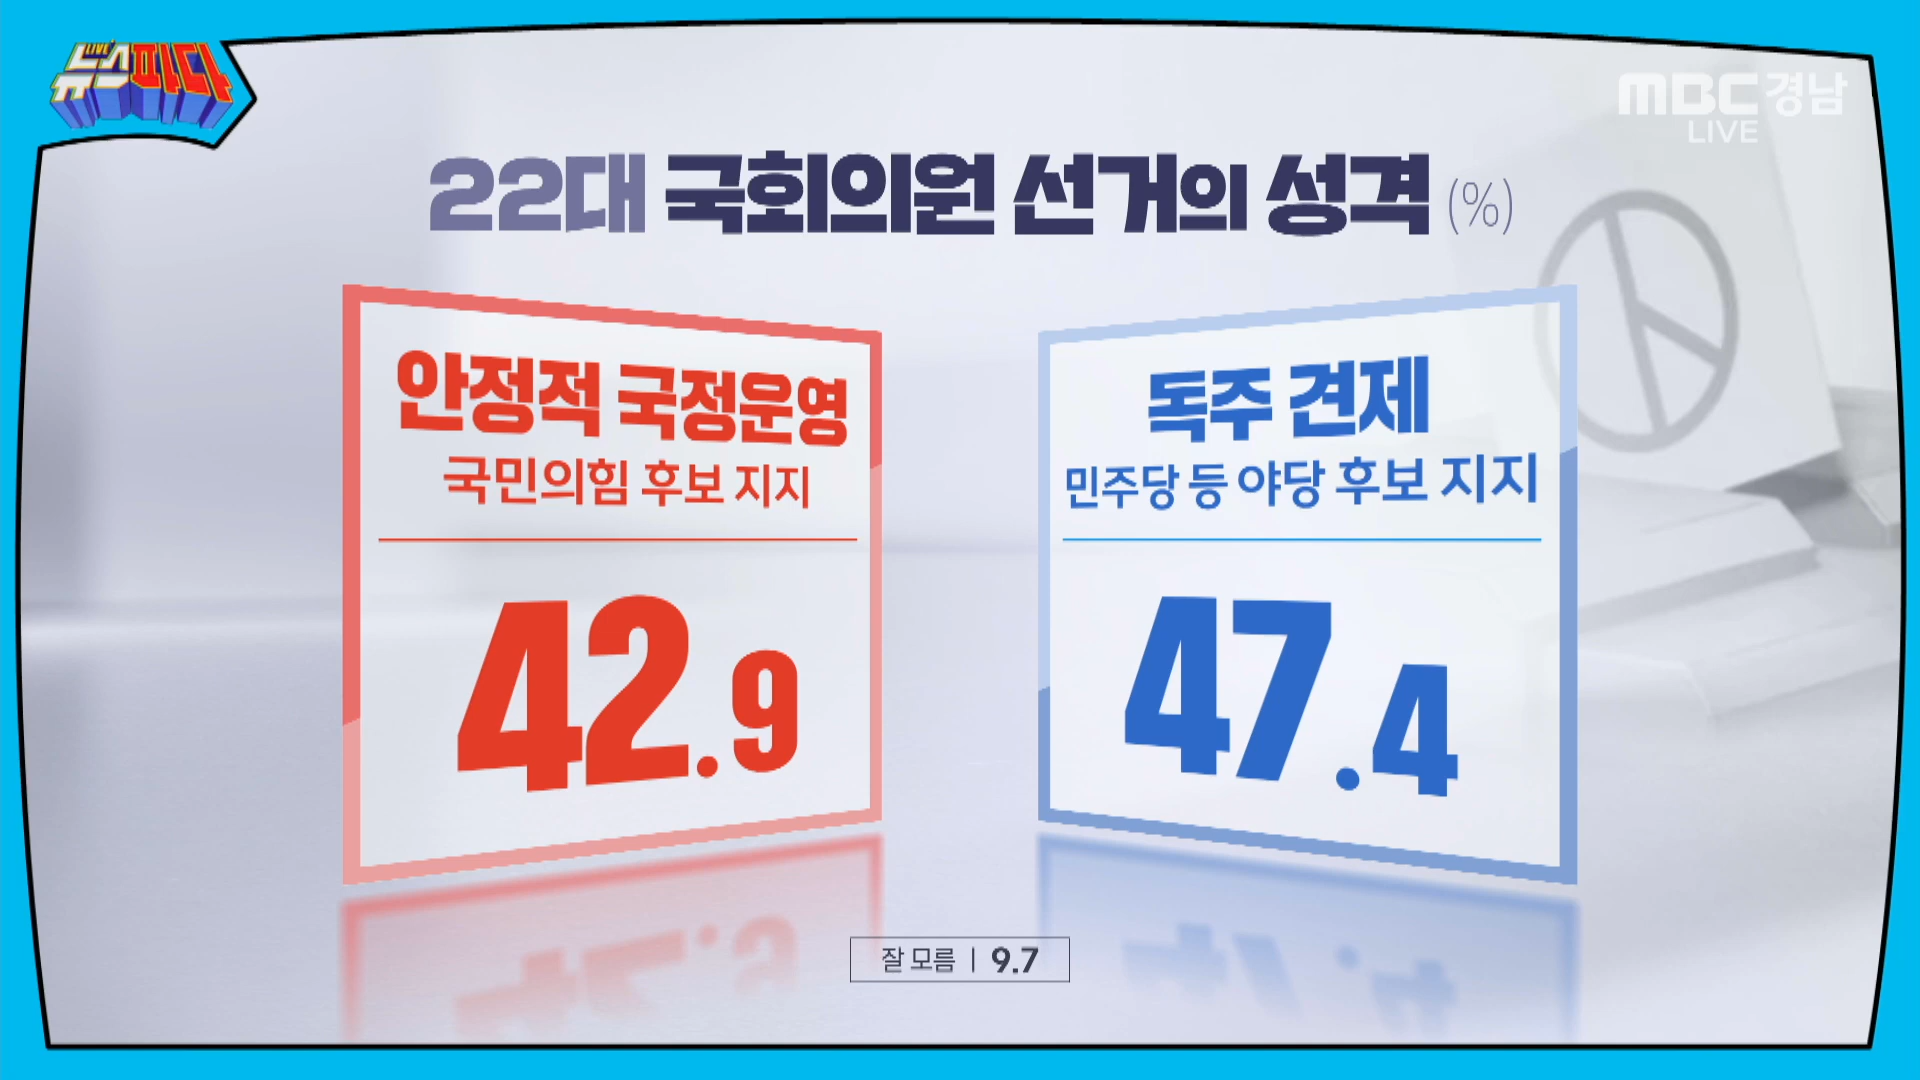 LIVE
뉴스파다
MBC경남
LIVE
22대 국회의원 선거의 성격 (%)
안정적 국정운영
국민의힘 후보 지지
42.9
독주 견제
민주당 등 야당 후보 지지
47.4
잘 모름 | 9.7